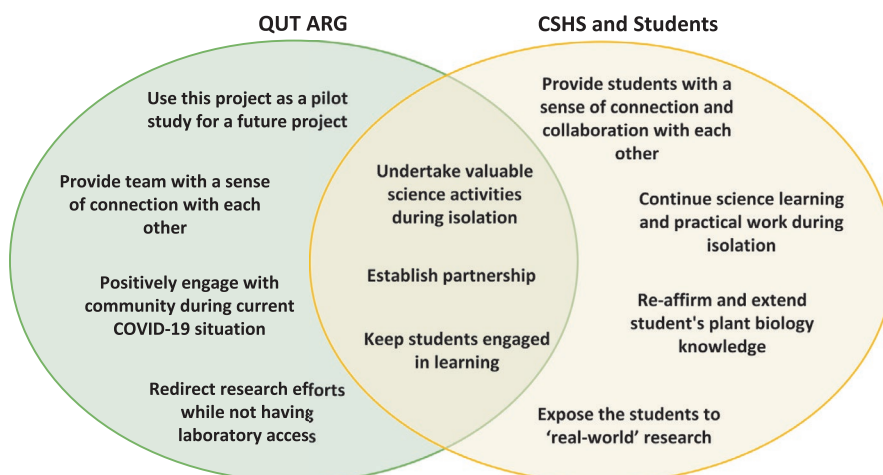 QUT ARG
CSHS and Students
Use this project as a pilot
study for a future project
Provide team with a sense
of connection with each
other
Positively engage with
community during current
COVID-19 situation
Redirect research efforts
while not having
laboratory access
Undertake valuable
science activities
during isolation
Establish partnership
Keep students engaged
in learning
Provide students with a
sense of connection and
collaboration with each
other
Continue science learning
and practical work during
isolation
Re-affirm and extend
student's plant biology
knowledge
Expose the students to
‘real-world’ research